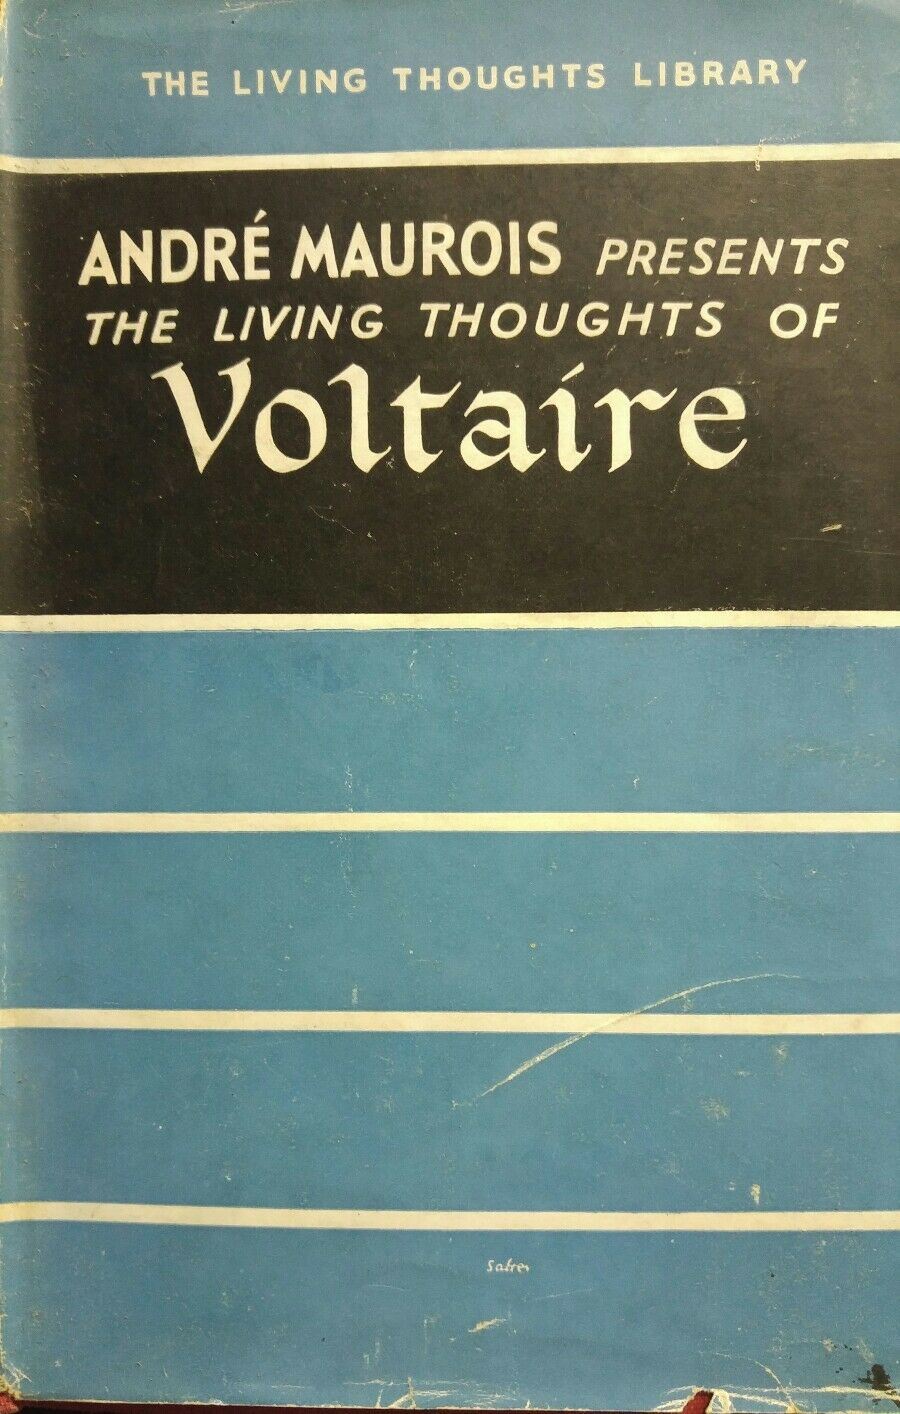 THE LIVING THOUGHTS LIBRARY
ANDRÉ MAUROIS PRESENTS
THE LIVING THOUGHTS OF
Voltaire